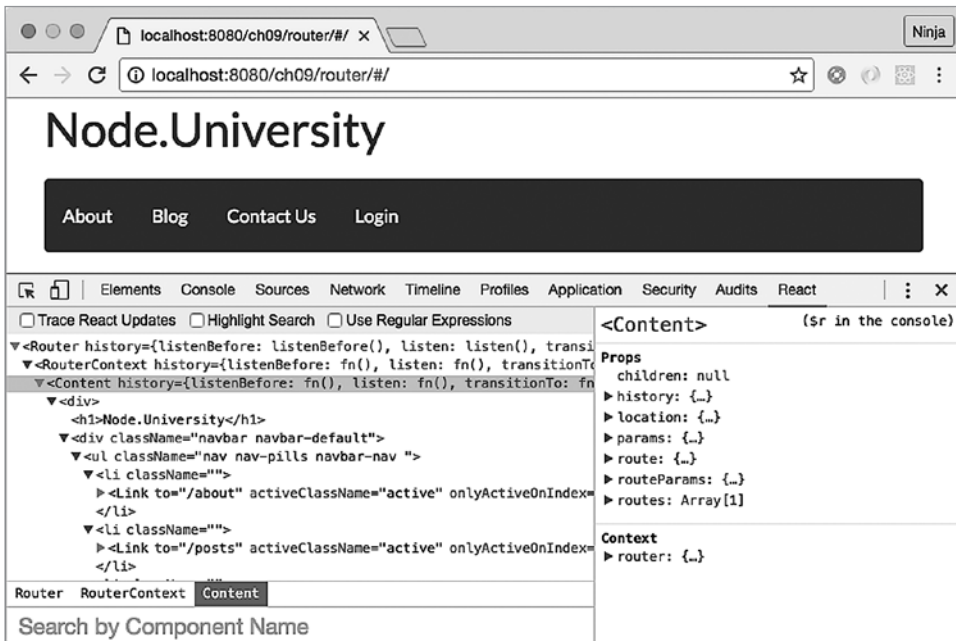 localhost:8080/ch09/router/#/
Ninja
localhost:8080/ch09/router/#/
Node.University
About Blog Contact Us Login
Elements Console Sources Network Timeline Profiles Application Security Audits React
Trace React Updates Highlight Search Use Regular Expressions
<Router history={listenBefore: listenBefore(), listen: listen(), transi
<RouterContext history={listenBefore: fn(), listen: fn(), transitionTo
<Content history={listenBefore: fn(), listen: fn(), transitionTo: fn
<div>
<h1>Node.University</h1>
<div className="navbar navbar-default">
<ul className="nav nav-pills navbar-nav ">
<li className="">
<Link to="/about" activeClassName="active" onlyActiveOnIndex=
</li>
<li className="">
<Link to="/posts" activeClassName="active" onlyActiveOnIndex=
</li>
Router RouterContext Content
Search by Component Name
<Content> ($r in the console)
Props
children: null
history: {…}
location: {…}
params: {…}
route: {…}
routeParams: {…}
routes: Array[1]
Context
router: {…}